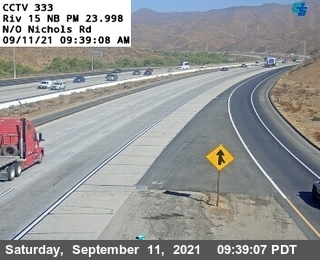 CCTV 333
Riv 15 NB PM 23.998
N/O Nichols Rd
09/11/21 09:39:08 AM
Saturday, September 11, 2021 09:39:07 PDT